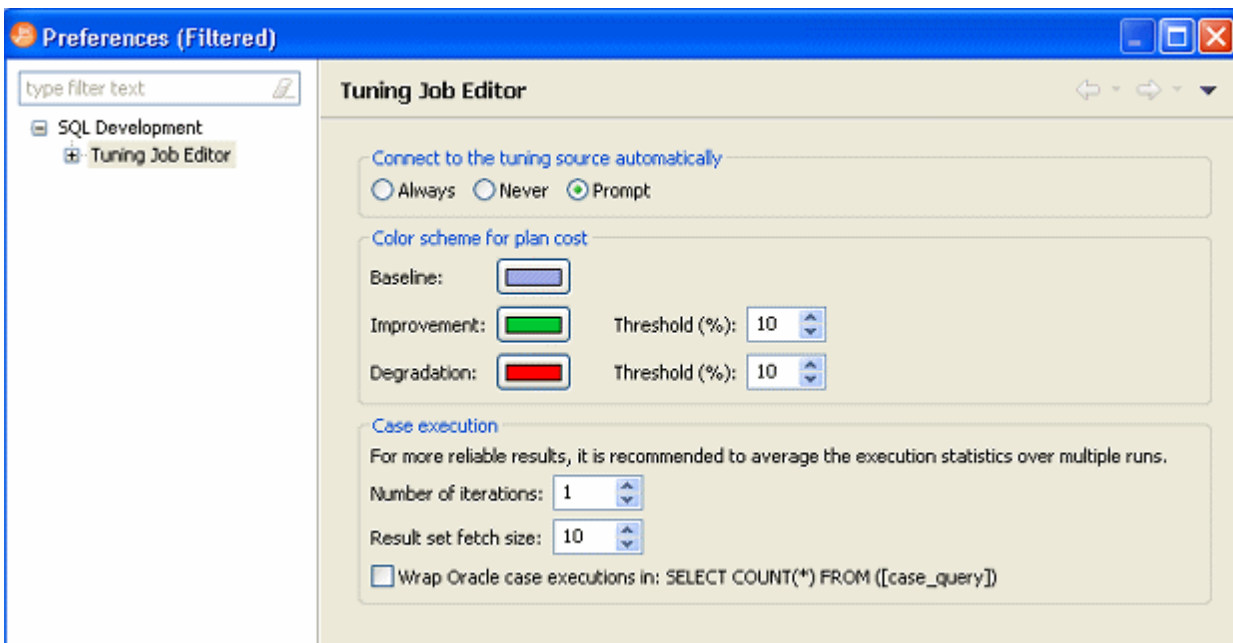 Preferences (Filtered)
type filter text
SQL Development
Tuning Job Editor
Tuning Job Editor
Connect to the tuning source automatically
Always Never Prompt
Color scheme for plan cost
Baseline:
Improvement: Threshold (%): 10
Degradation: Threshold (%): 10
Case execution
For more reliable results, it is recommended to average the execution statistics over multiple runs.
Number of iterations: 1
Result set fetch size: 10
Wrap Oracle case executions in: SELECT COUNT(*) FROM ([case_query])